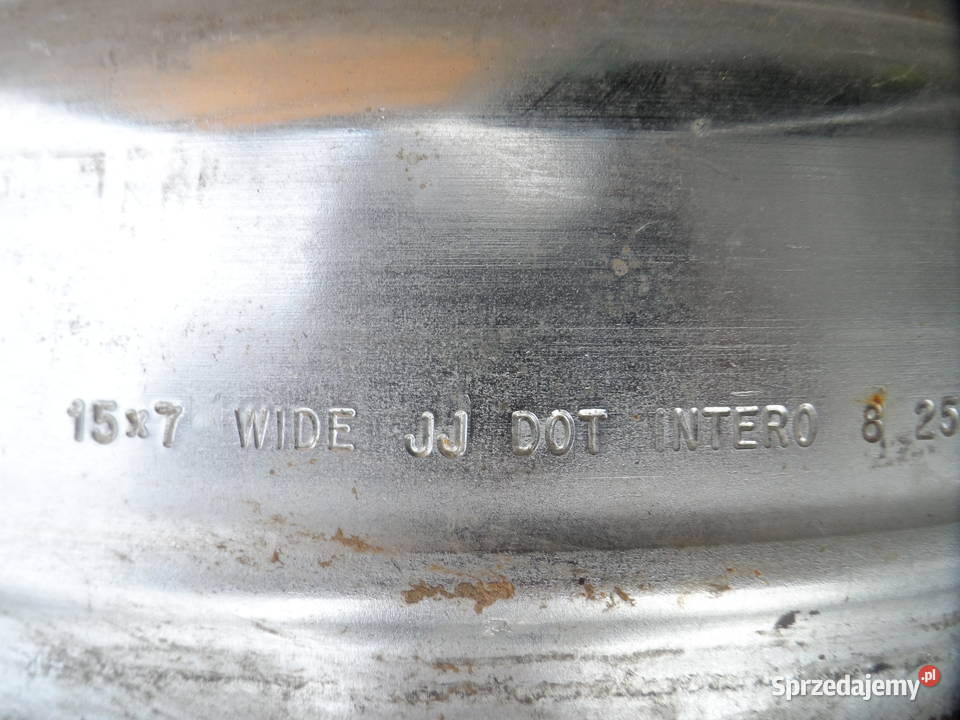 15x7 WIDE JJ DOT INTERO 8 25
Sprzedajemy.pl